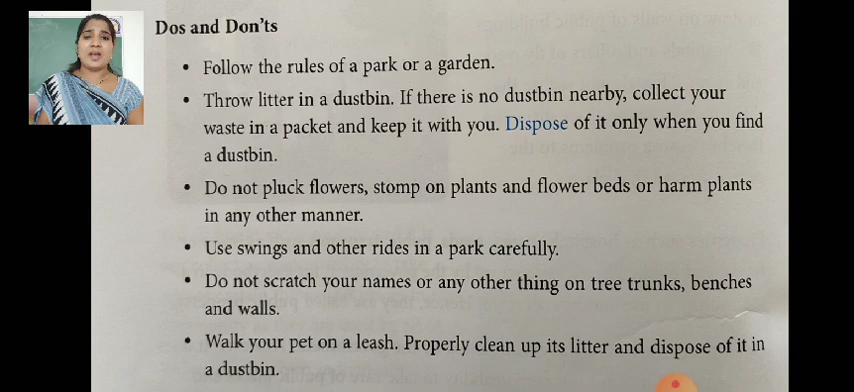 Dos and Don'ts
• Follow the rules of a park or a garden.
• Throw litter in a dustbin. If there is no dustbin nearby, collect your
waste in a packet and keep it with you. Dispose of it only when you find
a dustbin.
• Do not pluck flowers, stomp on plants and flower beds or harm plants
in any other manner.
• Use swings and other rides in a park carefully.
• Do not scratch your names or any other thing on tree trunks, benches
and walls.
• Walk your pet on a leash. Properly clean up its litter and dispose of it in
a dustbin.